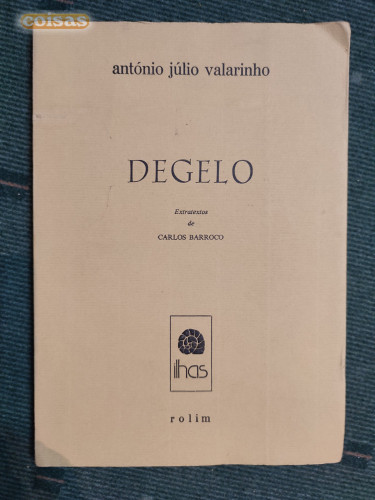 coisas
antónio júlio valarinho
DEGELO
Extratextos
de
CARLOS BARROCO
ilhas
rolim